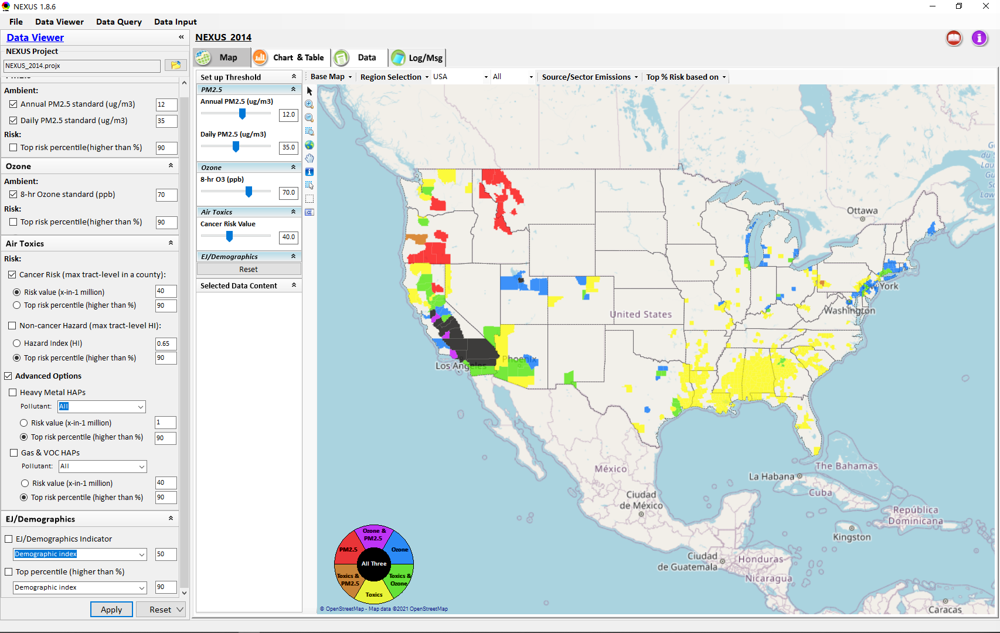 NEXUS 1.8.6
File Data Viewer Data Query Data Input
Data Viewer «
NEXUS Project
NEXUS_2014.projx
Ambient:
Annual PM2.5 standard (ug/m3) 12
Daily PM2.5 standard (ug/m3) 35
Risk:
Top risk percentile(higher than %) 90
Ozone
Ambient:
8-hr Ozone standard (ppb) 70
Risk:
Top risk percentile(higher than %) 90
Air Toxics
Risk:
Cancer Risk (max tract-level in a county):
Risk value (x-in-1 million) 40
Top risk percentile (higher than %) 90
Non-cancer Hazard (max tract-level HI):
Hazard Index (HI) 0.65
Top risk percentile (higher than %) 90
Advanced Options
Heavy Metal HAPs
Pollutant: All
Risk value (x-in-1 million) 1
Top risk percentile (higher than %) 90
Gas & VOC HAPs
Pollutant: All
Risk value (x-in-1 million) 40
Top risk percentile (higher than %) 90
EJ/Demographics
EJ/Demographics Indicator
Demographic index 50
Top percentile (higher than %)
Demographic index 90
Apply Reset
NEXUS_2014
Map Chart & Table Data Log/Msg
Set up Threshold
PM2.5
Annual PM2.5 (ug/m3)
12.0
Daily PM2.5 (ug/m3)
35.0
Ozone
8-hr O3 (ppb)
70.0
Air Toxics
Cancer Risk Value
40.0
EJ/Demographics
Reset
Selected Data Content
Base Map Region Selection USA All Source/Sector Emissions Top % Risk based on
Ottawa
New York
Washington
United States
Phoenix
Los Angeles
México
Ciudad
de México
La Habana
The Bahamas
Cuba
República
Dominicana
Kingston
Ciudad
de Guatemala
Honduras
Nicaragua
Caracas
Ozone &
PM2.5
PM2.5
Ozone
All Three
Toxics &
PM2.5
Toxics &
Ozone
Toxics
© OpenStreetMap - Map data ©2021 OpenStreetMap